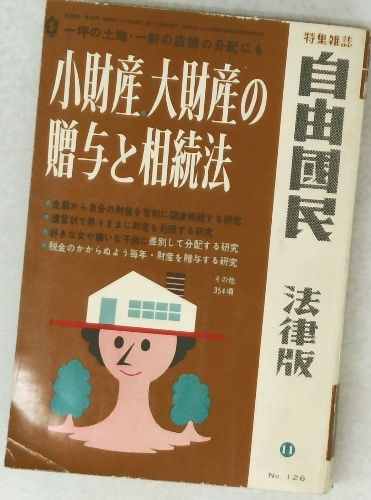 一坪の土地・一軒の店舗の分配にも
小財産・大財産の
贈与と相続法
●生前から自分の財産を有利に譲渡相続する研究
●遺言状で思うままに財産を処理する研究
●好きな女や嫌いな子供に差別して分配する研究
●税金のかからぬよう毎年・財産を贈与する研究
その他
354項
特集雑誌
自由國民
法律版
11
No. 126